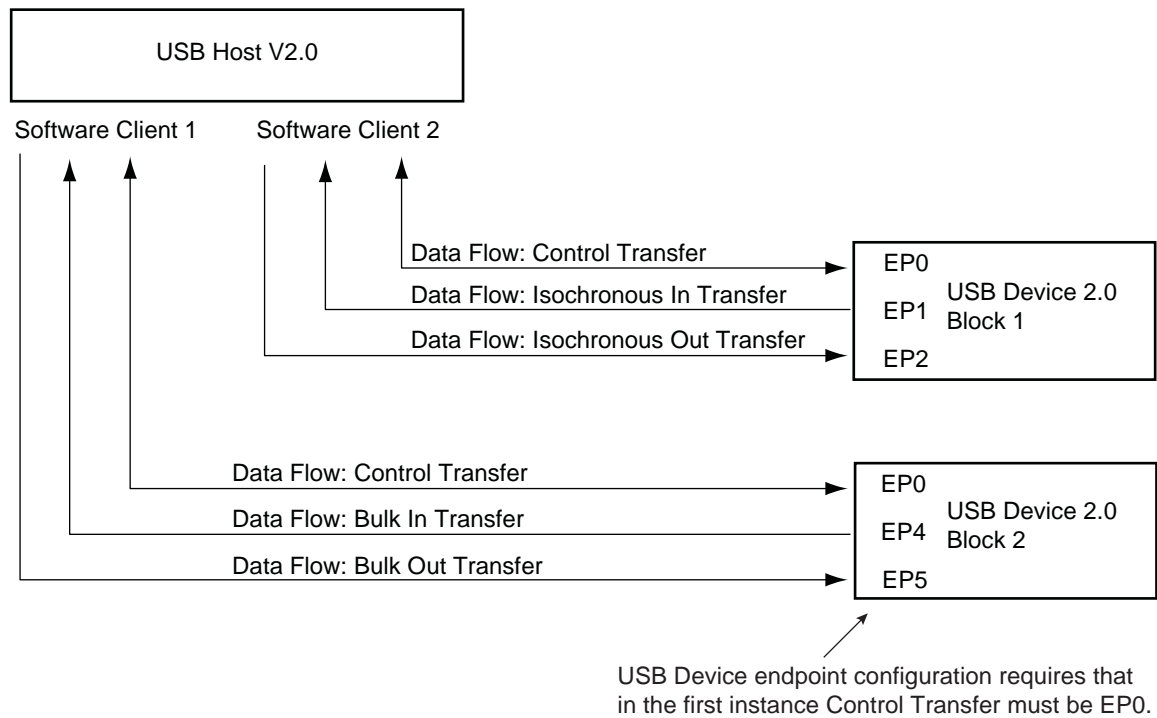 USB Host V2.0
Software Client 1
Software Client 2
Data Flow: Control Transfer
Data Flow: Isochronous In Transfer
Data Flow: Isochronous Out Transfer
EP0
EP1
EP2
USB Device 2.0
Block 1
Data Flow: Control Transfer
Data Flow: Bulk In Transfer
Data Flow: Bulk Out Transfer
EP0
EP4
EP5
USB Device 2.0
Block 2
USB Device endpoint configuration requires that
in the first instance Control Transfer must be EP0.